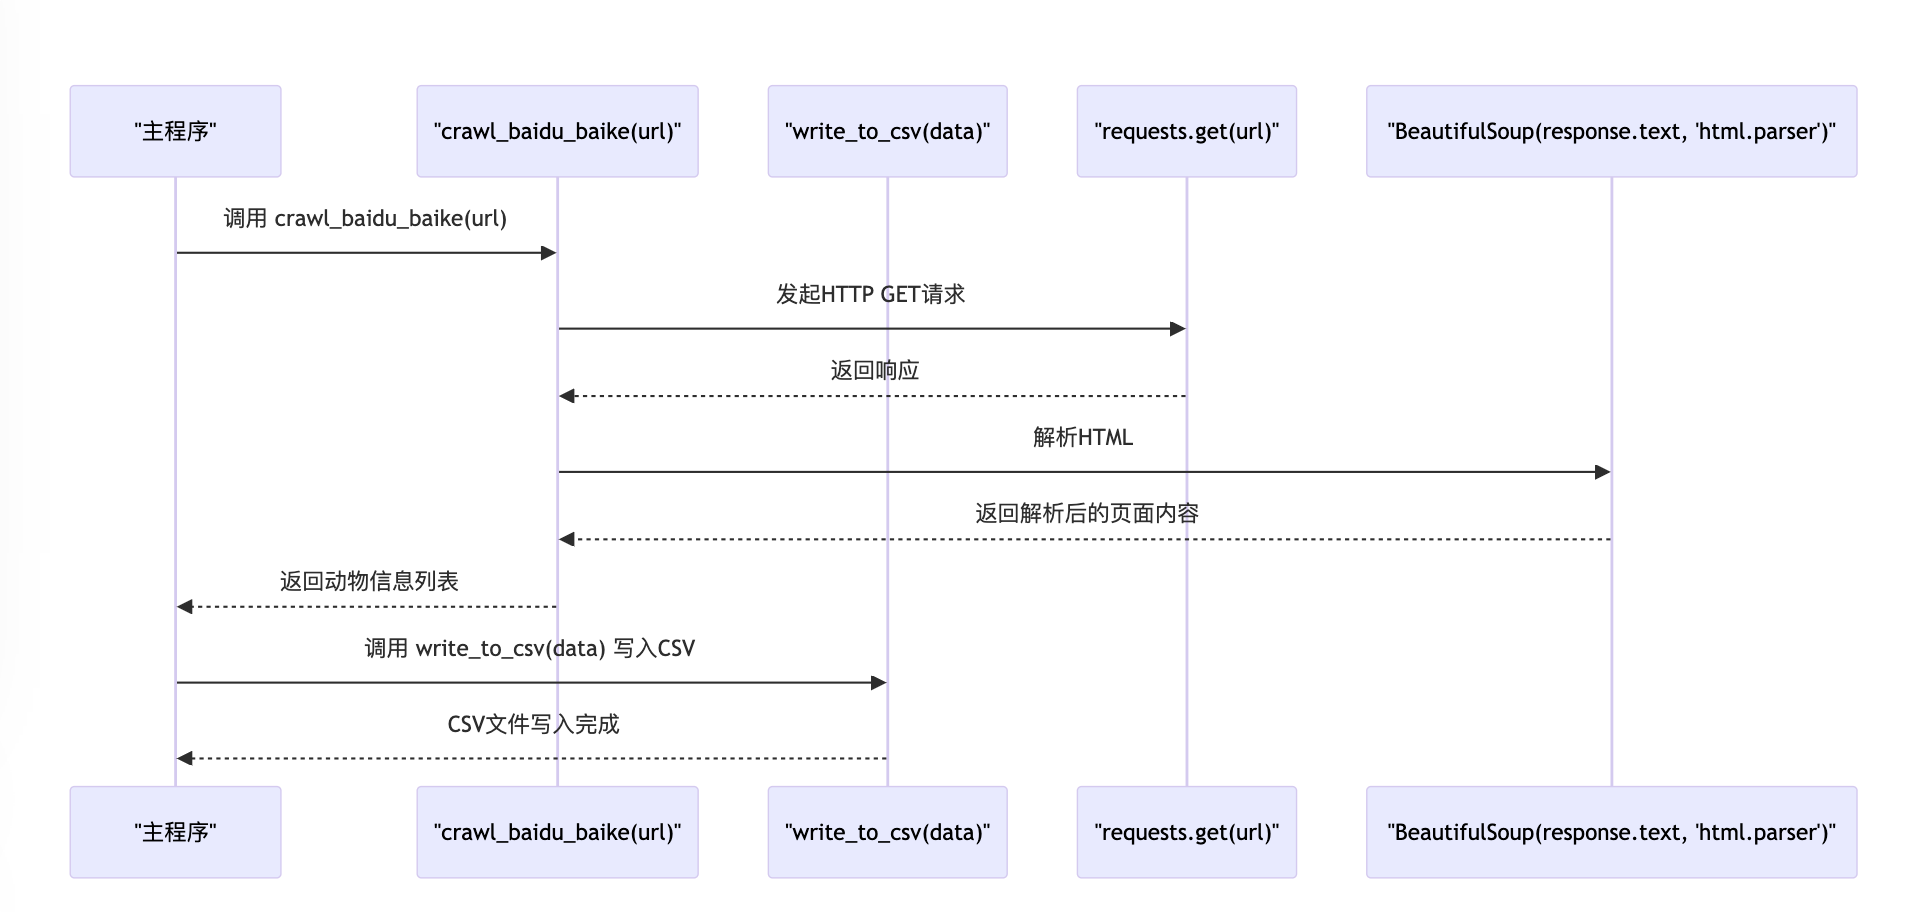 "主程序"
"crawl_baidu_baike(url)"
"write_to_csv(data)"
"requests.get(url)"
"BeautifulSoup(response.text, 'html.parser')"
调用 crawl_baidu_baike(url)
发起HTTP GET请求
返回响应
解析HTML
返回解析后的页面内容
返回动物信息列表
调用 write_to_csv(data) 写入CSV
CSV文件写入完成
"主程序"
"crawl_baidu_baike(url)"
"write_to_csv(data)"
"requests.get(url)"
"BeautifulSoup(response.text, 'html.parser')"